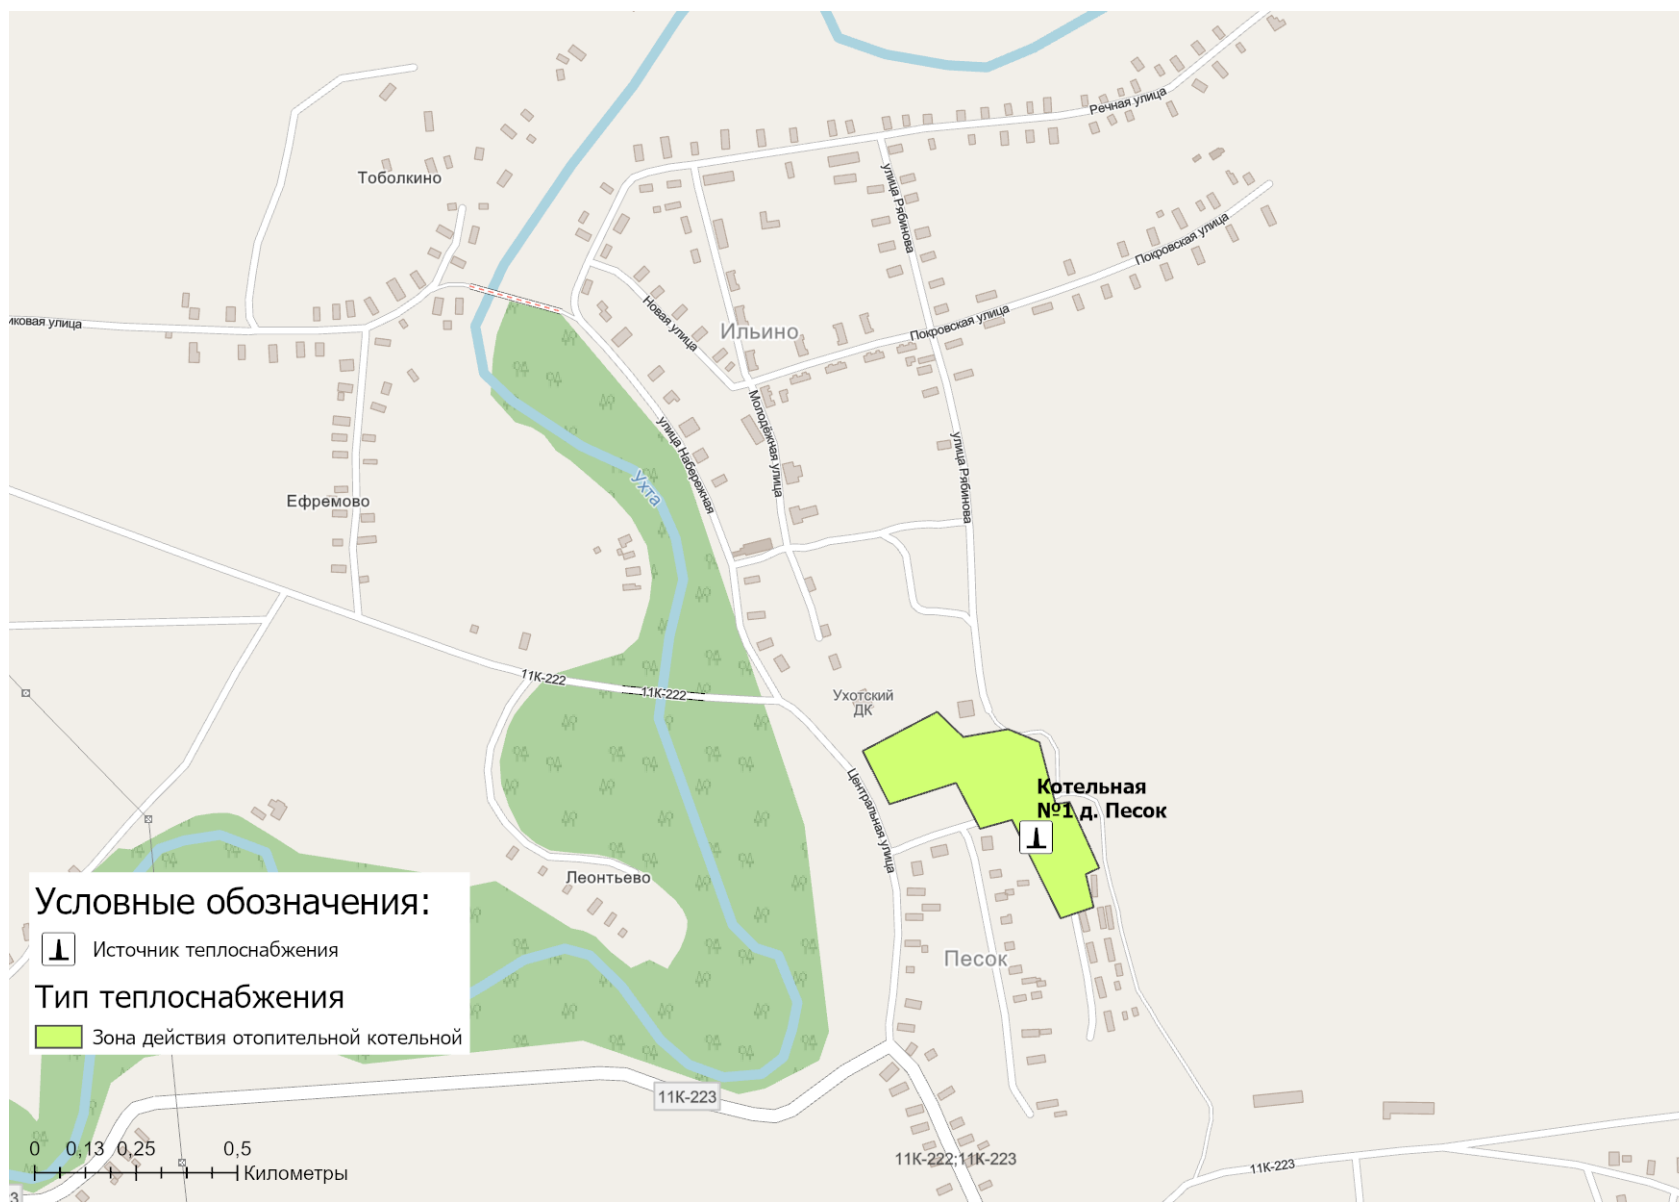 Речная улица
Тоболкино
улица Рябинова
Покровская улица
Новая улица
Ильино
Покровская улица
иковая улица
Молодёжная улица
улица Набережная
улица Рябинова
Ухта
Ефремово
11К-222
11К-222
Ухотский
ДК
Центральная улица
Котельная
№1 д. Песок
Леонтьево
Песок
Условные обозначения:
Источник теплоснабжения
Тип теплоснабжения
Зона действия отопительной котельной
11К-223
11К-222;11К-223
11К-223
0 0,13 0,25 0,5
Километры
3